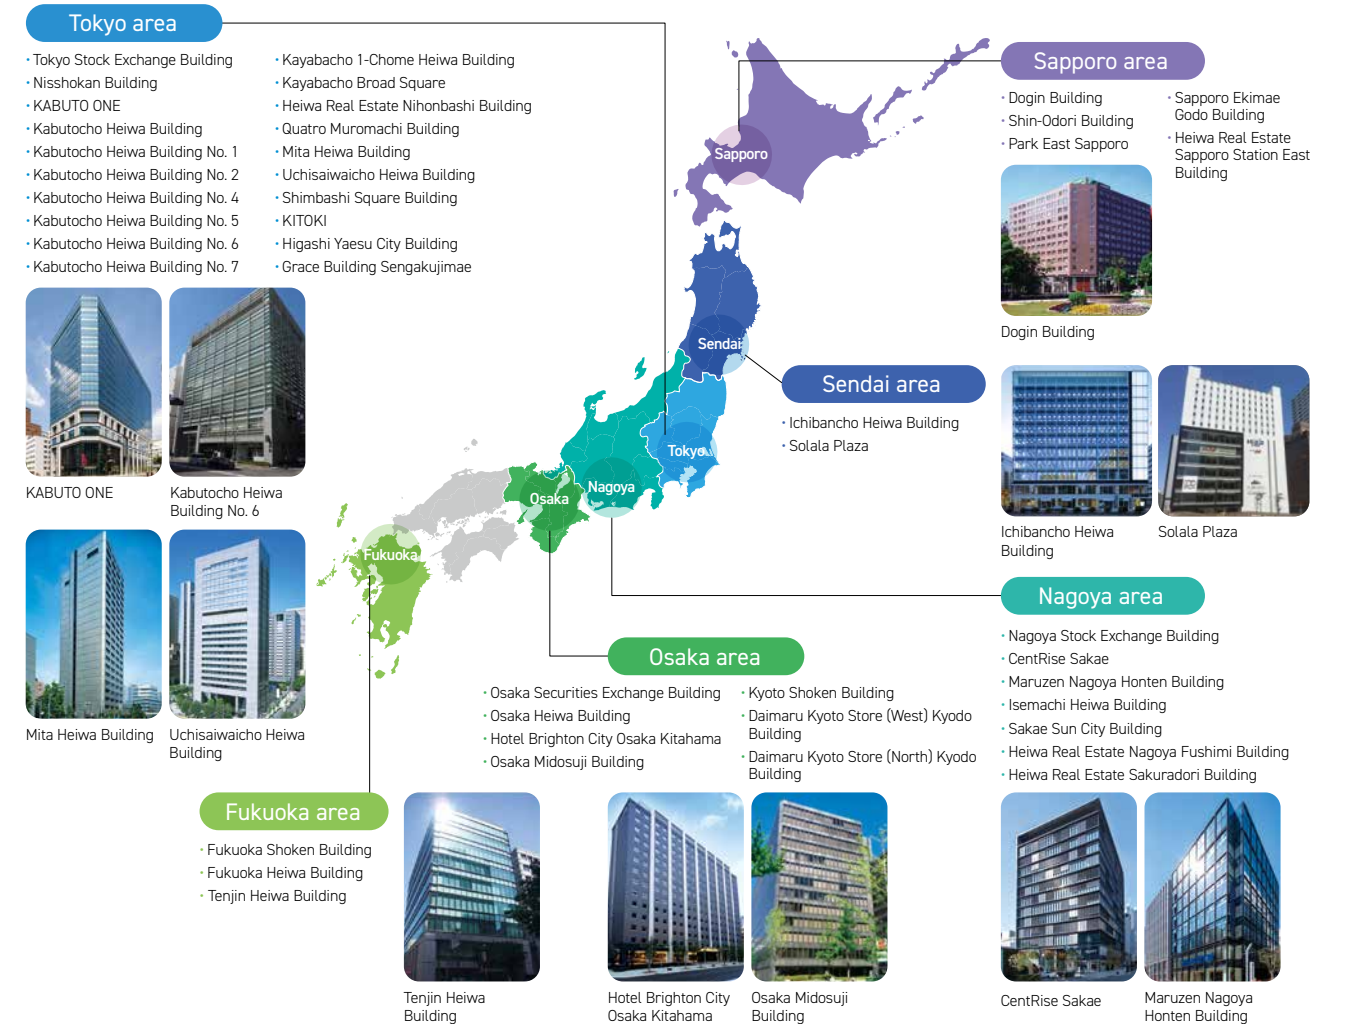 Tokyo area
・Tokyo Stock Exchange Building
・Nisshokan Building
・KABUTO ONE
・Kabutocho Heiwa Building
・Kabutocho Heiwa Building No. 1
・Kabutocho Heiwa Building No. 2
・Kabutocho Heiwa Building No. 4
・Kabutocho Heiwa Building No. 5
・Kabutocho Heiwa Building No. 6
・Kabutocho Heiwa Building No. 7
・Kayabacho 1-Chome Heiwa Building
・Kayabacho Broad Square
・Heiwa Real Estate Nihonbashi Building
・Quatro Muromachi Building
・Mita Heiwa Building
・Uchisaiwaicho Heiwa Building
・Shimbashi Square Building
・KITOKI
・Higashi Yaesu City Building
・Grace Building Sengakujimae
KABUTO ONE
Kabutocho Heiwa
Building No. 6
Mita Heiwa Building
Uchisaiwaicho Heiwa
Building
Sapporo
Sendai
Tokyo
Nagoya
Osaka
Fukuoka
Sapporo area
・Dogin Building
・Shin-Odori Building
・Park East Sapporo
・Sapporo Ekimae
Godo Building
・Heiwa Real Estate
Sapporo Station East
Building
Dogin Building
Sendai area
・Ichibancho Heiwa Building
・Solala Plaza
Ichibancho Heiwa
Building
Solala Plaza
Nagoya area
・Nagoya Stock Exchange Building
・CentRise Sakae
・Maruzen Nagoya Honten Building
・Isemachi Heiwa Building
・Sakae Sun City Building
・Heiwa Real Estate Nagoya Fushimi Building
・Heiwa Real Estate Sakuradori Building
CentRise Sakae
Maruzen Nagoya
Honten Building
Osaka area
・Osaka Securities Exchange Building
・Osaka Heiwa Building
・Hotel Brighton City Osaka Kitahama
・Osaka Midosuji Building
・Kyoto Shoken Building
・Daimaru Kyoto Store (West) Kyodo
Building
・Daimaru Kyoto Store (North) Kyodo
Building
Hotel Brighton City
Osaka Kitahama
Osaka Midosuji
Building
Fukuoka area
・Fukuoka Shoken Building
・Fukuoka Heiwa Building
・Tenjin Heiwa Building
Tenjin Heiwa
Building